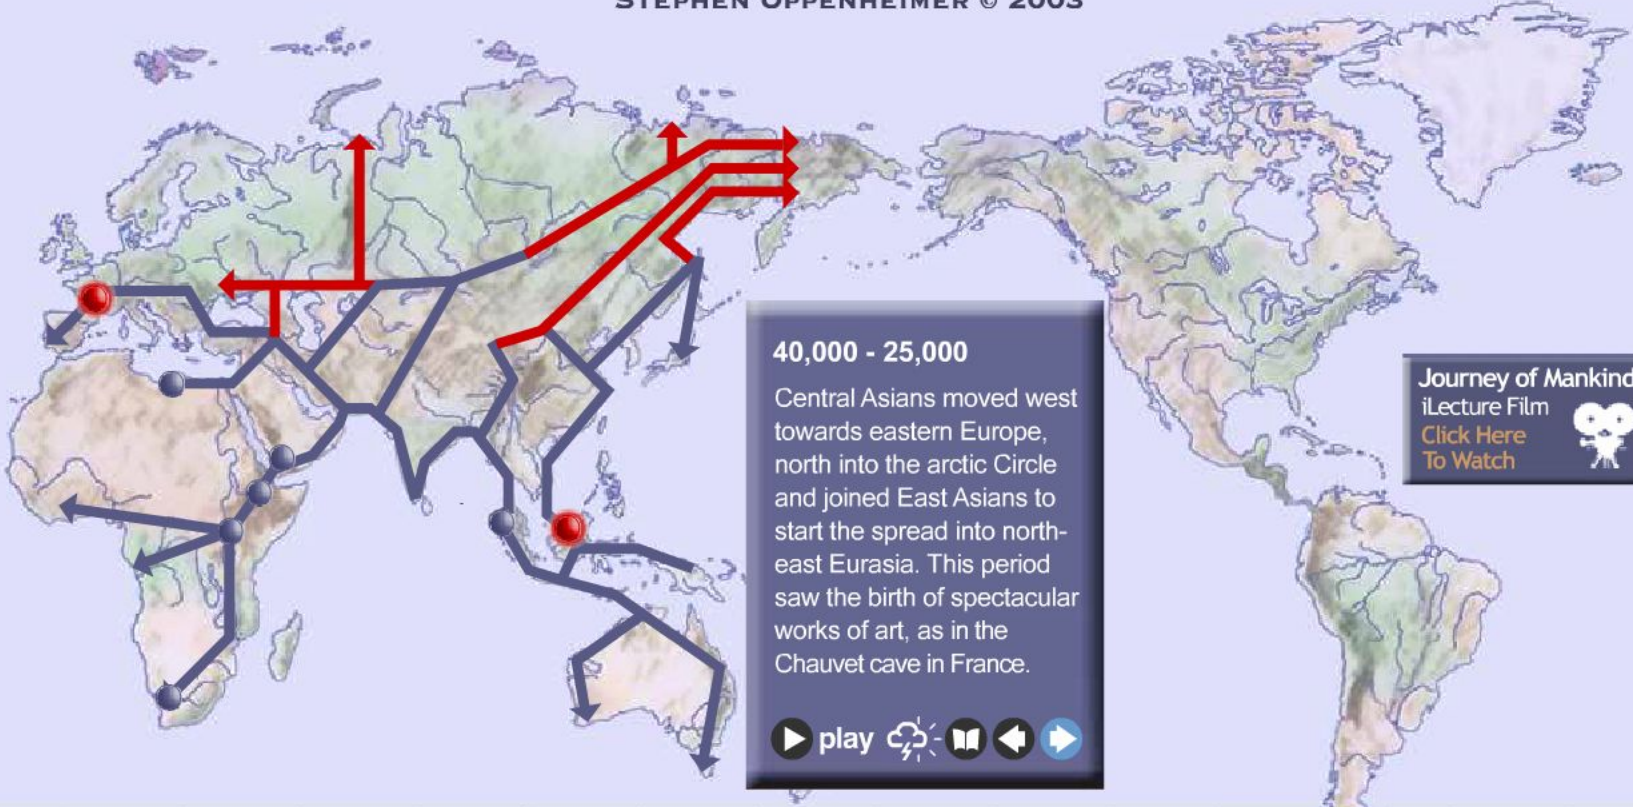 STEPHEN OPPENHEIMER © 2003
40,000 - 25,000
Central Asians moved west
towards eastern Europe,
north into the arctic Circle
and joined East Asians to
start the spread into north-
east Eurasia. This period
saw the birth of spectacular
works of art, as in the
Chauvet cave in France.
play
Journey of Mankind
iLecture Film
Click Here
To Watch